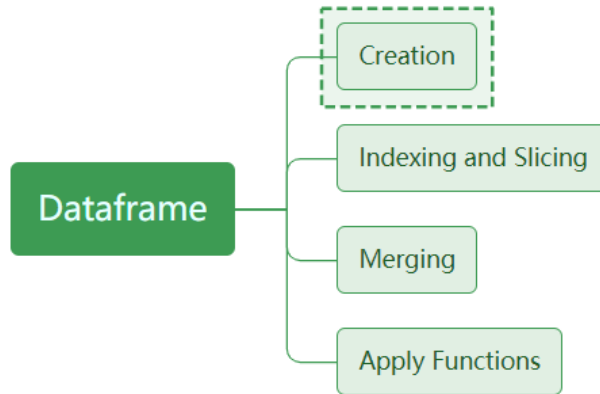 Creation
Indexing and Slicing
Dataframe
Merging
Apply Functions